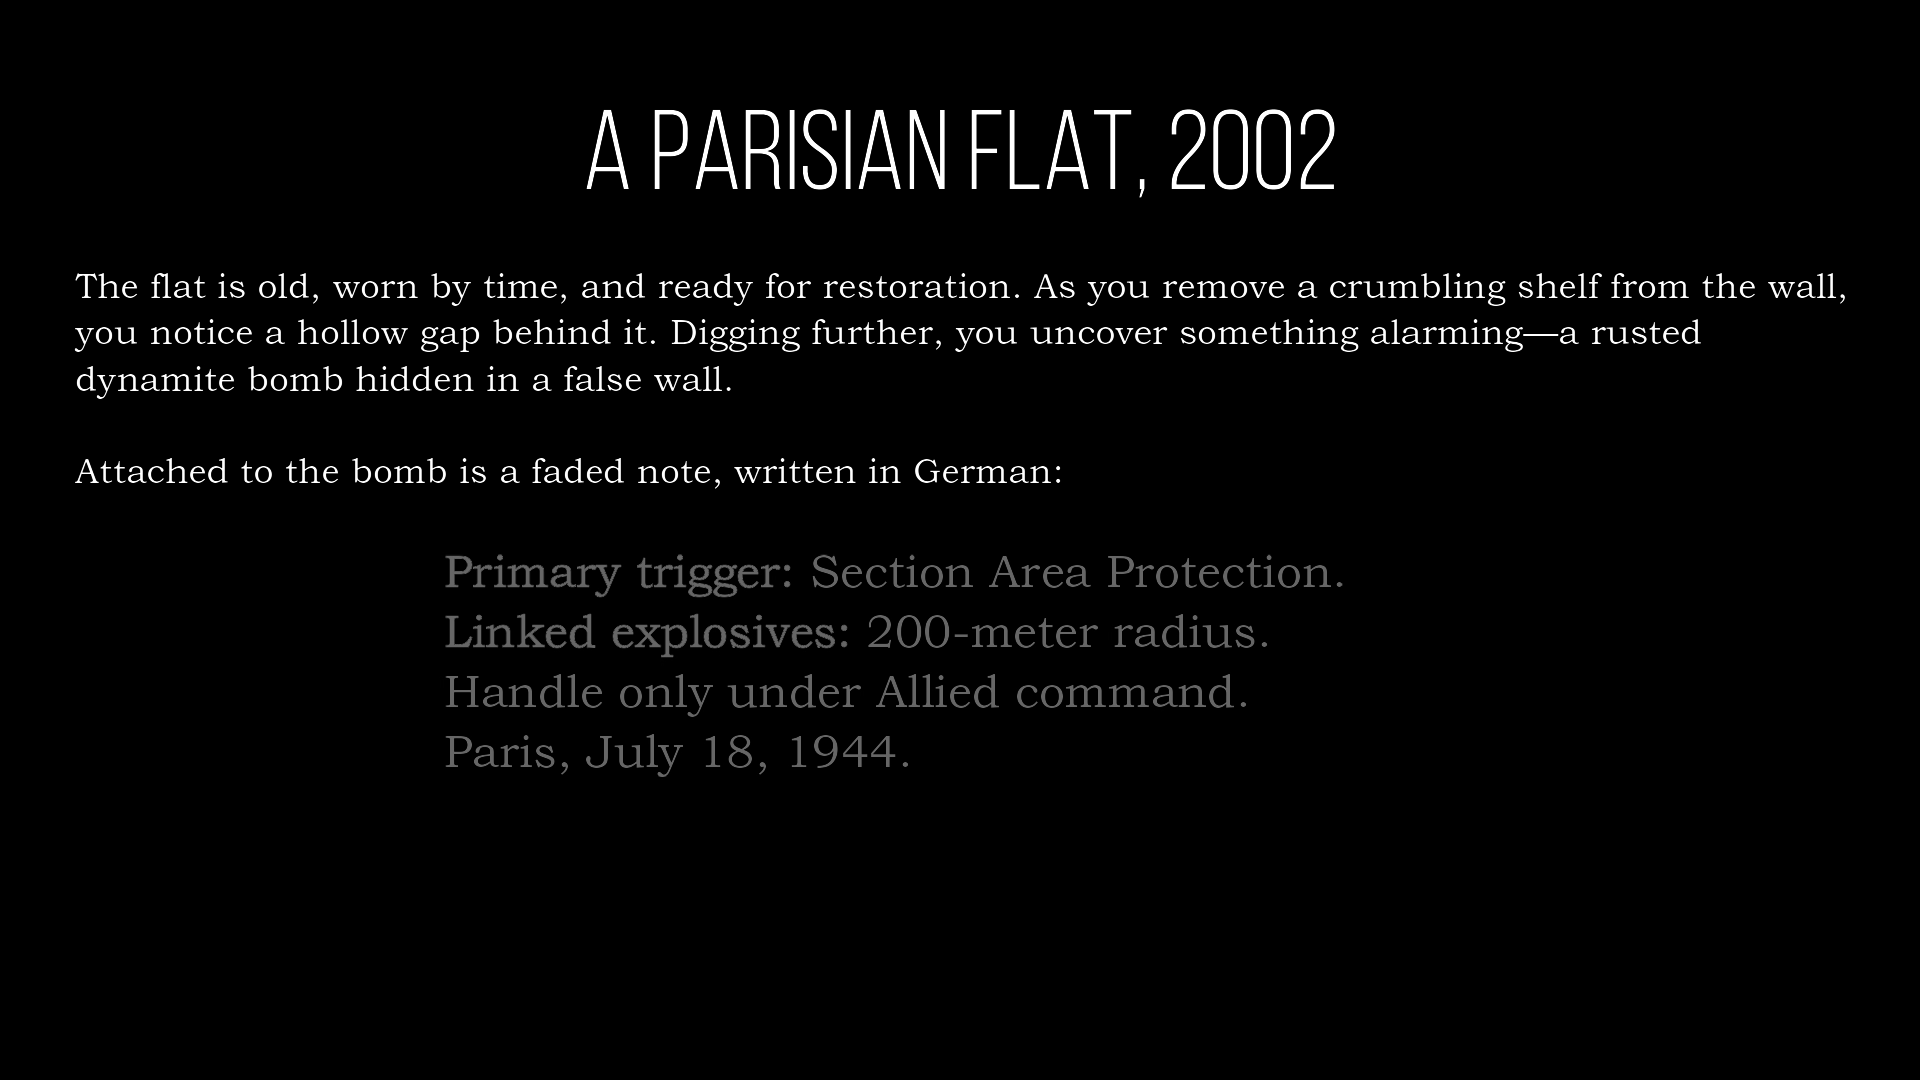 A PARISIAN FLAT, 2002
The flat is old, worn by time, and ready for restoration. As you remove a crumbling shelf from the wall,
you notice a hollow gap behind it. Digging further, you uncover something alarming—a rusted
dynamite bomb hidden in a false wall.
Attached to the bomb is a faded note, written in German:
Primary trigger: Section Area Protection.
Linked explosives: 200-meter radius.
Handle only under Allied command.
Paris, July 18, 1944.